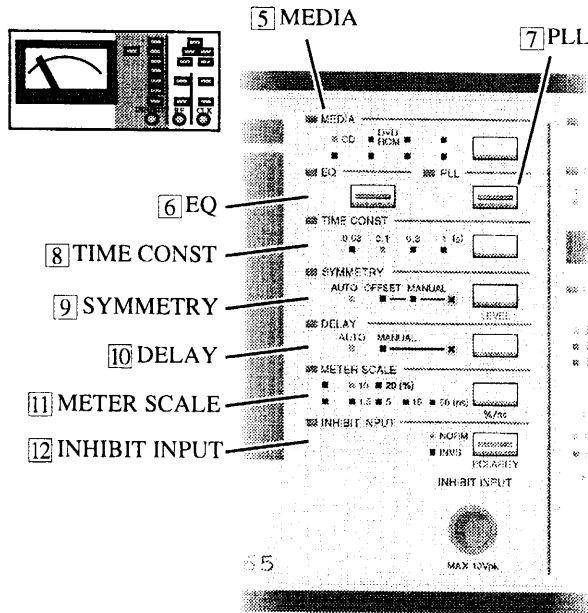 5 MEDIA
7 PLL
MEDIA
CD DVD ROM
EQ PLL
6 EQ
TIME CONST
0.03 0.1 0.3 1 (s)
8 TIME CONST
SYMMETRY
AUTO OFFSET MANUAL
LEVEL
9 SYMMETRY
DELAY
AUTO MANUAL
10 DELAY
METER SCALE
10 20 (%)
1.5 5 15 50 (ns)
%/ns
11 METER SCALE
INHIBIT INPUT
NORM
INVS
POLARITY
12 INHIBIT INPUT
INHIBIT INPUT
MAX 10Vpk